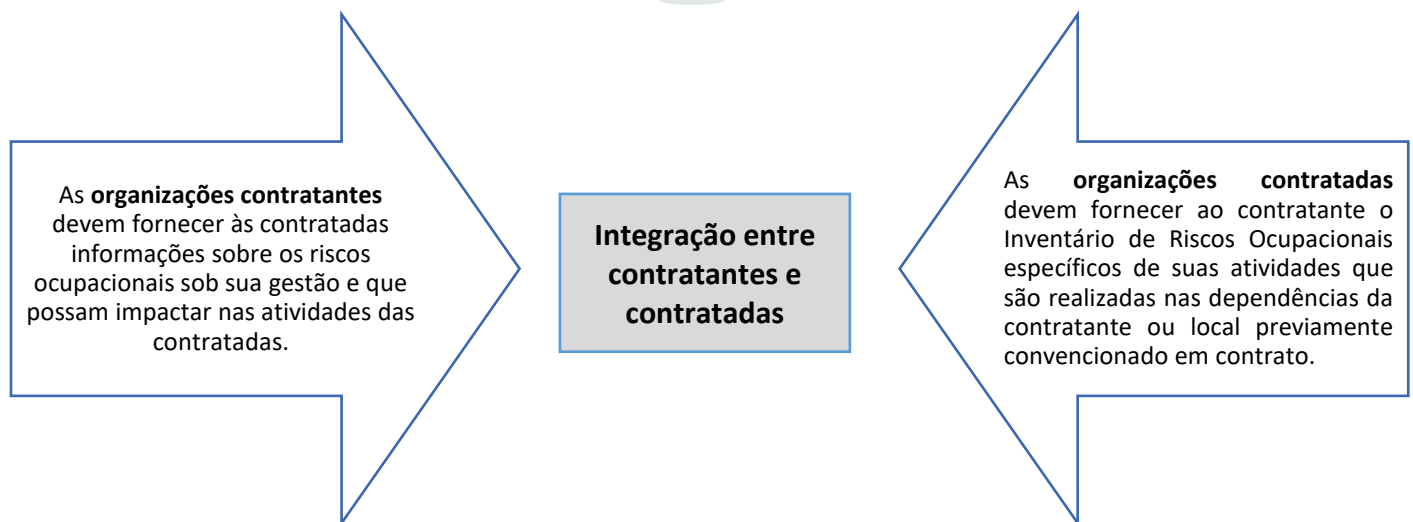 As organizações contratantes
devem fornecer às contratadas
informações sobre os riscos
ocupacionais sob sua gestão e que
possam impactar nas atividades das
contratadas.
Integração entre
contratantes e
contratadas
As organizações contratadas
devem fornecer ao contratante o
Inventário de Riscos Ocupacionais
específicos de suas atividades que
são realizadas nas dependências da
contratante ou local previamente
convencionado em contrato.